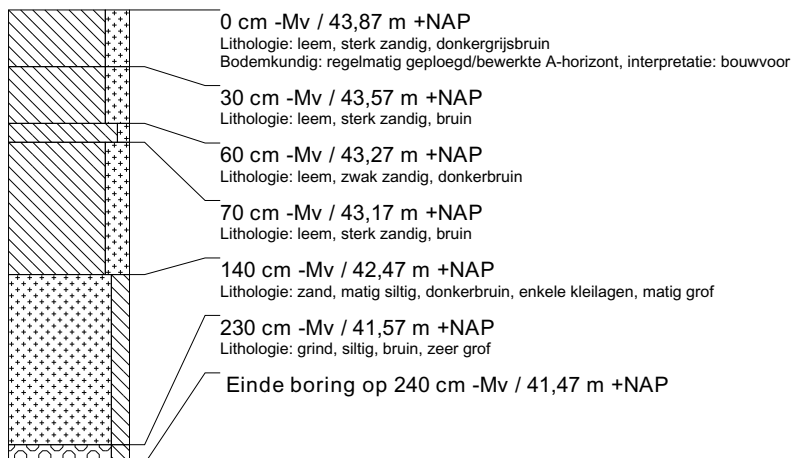 0 cm -Mv / 43,87 m +NAP
Lithologie: leem, sterk zandig, donkergrijsbruin
Bodemkundig: regelmatig geploegd/bewerkte A-horizont, interpretatie: bouwvoor
30 cm -Mv / 43,57 m +NAP
Lithologie: leem, sterk zandig, bruin
60 cm -Mv / 43,27 m +NAP
Lithologie: leem, zwak zandig, donkerbruin
70 cm -Mv / 43,17 m +NAP
Lithologie: leem, sterk zandig, bruin
140 cm -Mv / 42,47 m +NAP
Lithologie: zand, matig siltig, donkerbruin, enkele kleilagen, matig grof
230 cm -Mv / 41,57 m +NAP
Lithologie: grind, siltig, bruin, zeer grof
Einde boring op 240 cm -Mv / 41,47 m +NAP